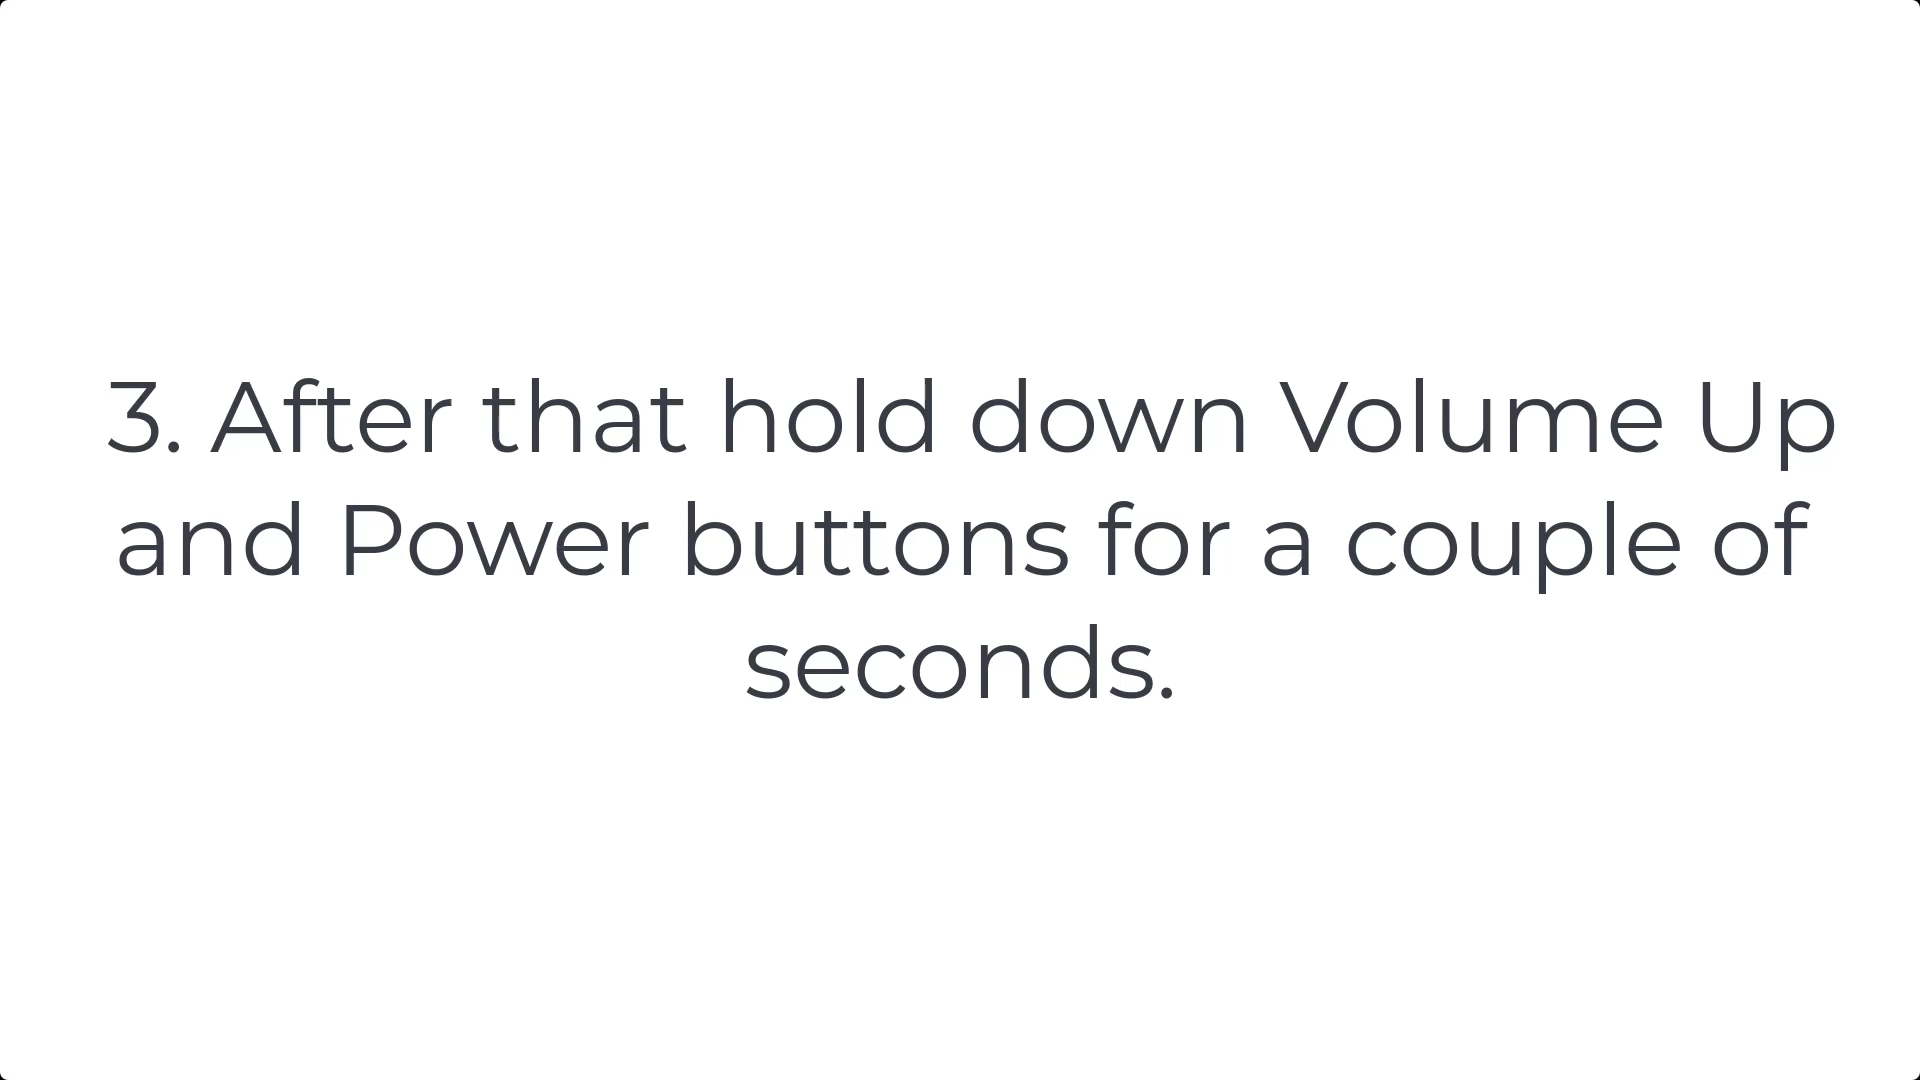 3. After that hold down Volume Up
and Power buttons for a couple of
seconds.